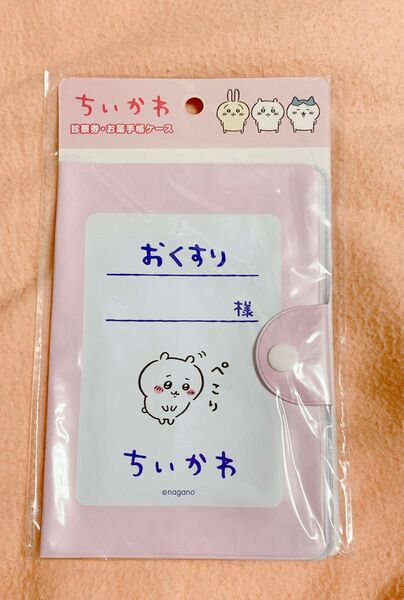 ちいかわ
診察券・お薬手帳ケース
おくすり
様
ぺこり
ちいかわ
©nagano